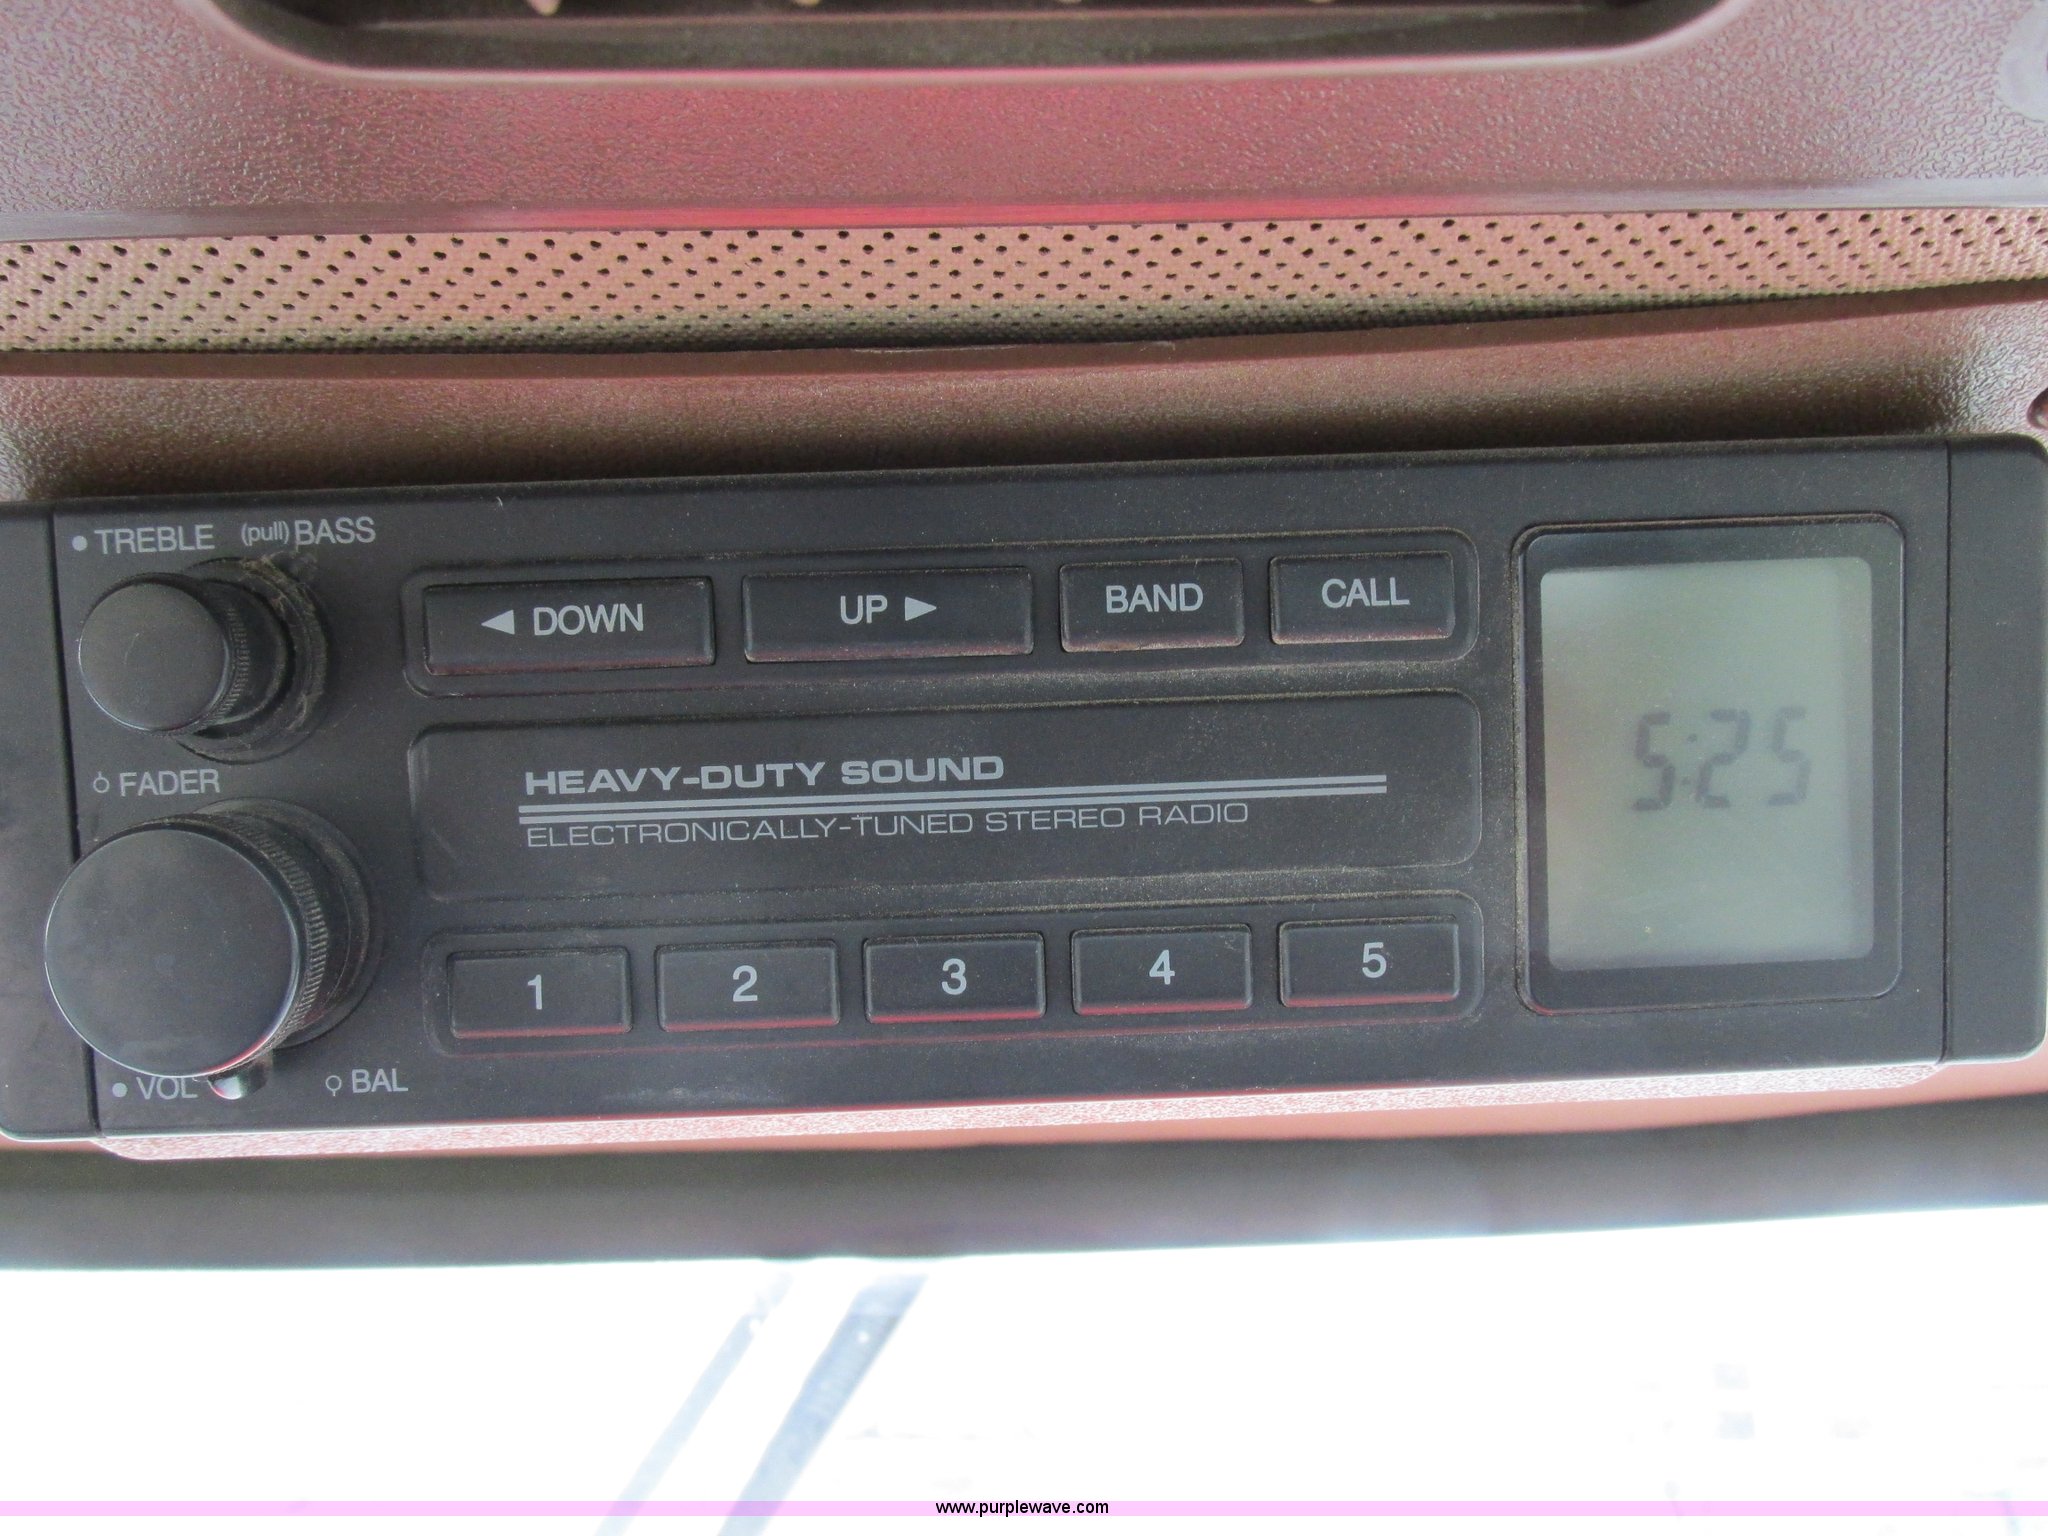 TREBLE (pull) BASS
◄ DOWN UP ► BAND CALL
5:25
HEAVY-DUTY SOUND
ELECTRONICALLY-TUNED STEREO RADIO
FADER
1 2 3 4 5
VOL BAL
www.purplewave.com